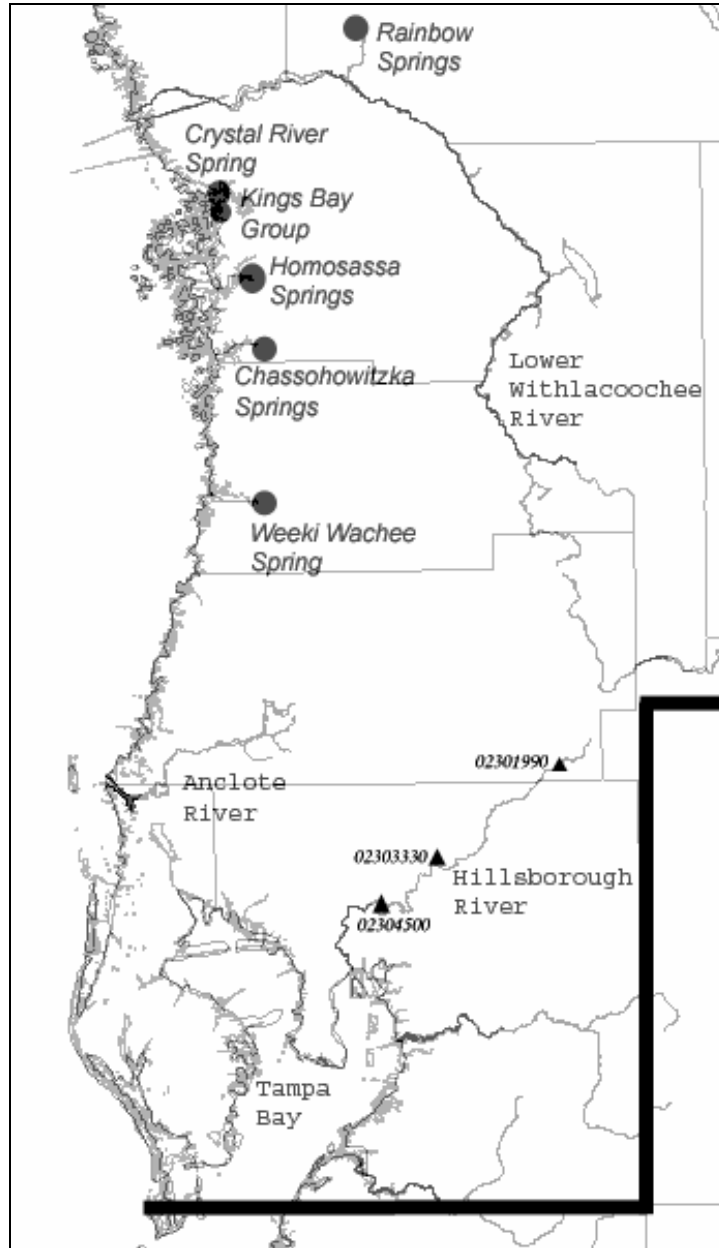 Rainbow
Springs
Crystal River
Spring
Kings Bay
Group
Homosassa
Springs
Lower
Withlacoochee
River
Chassohowitzka
Springs
Weeki Wachee
Spring
02301990
Anclote
River
02303330
Hillsborough
River
02304500
Tampa
Bay